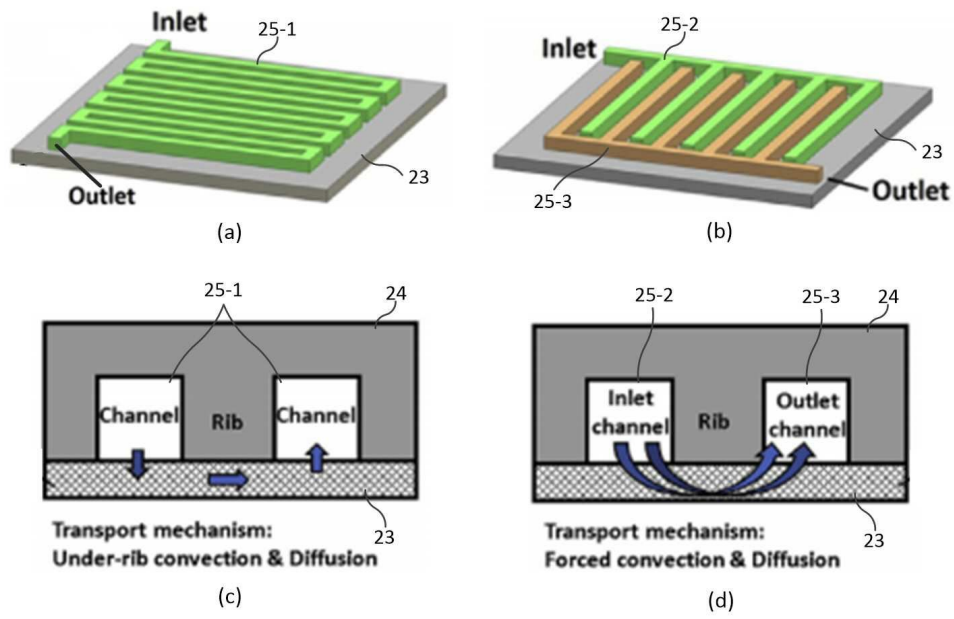 Inlet
25-1
23
Outlet
(a)
25-2
Inlet
23
25-3
Outlet
(b)
25-1
24
Channel
Rib
Channel
23
Transport mechanism:
Under-rib convection & Diffusion
(c)
25-2
25-3
24
Inlet
channel
Rib
Outlet
channel
23
Transport mechanism:
Forced convection & Diffusion
(d)